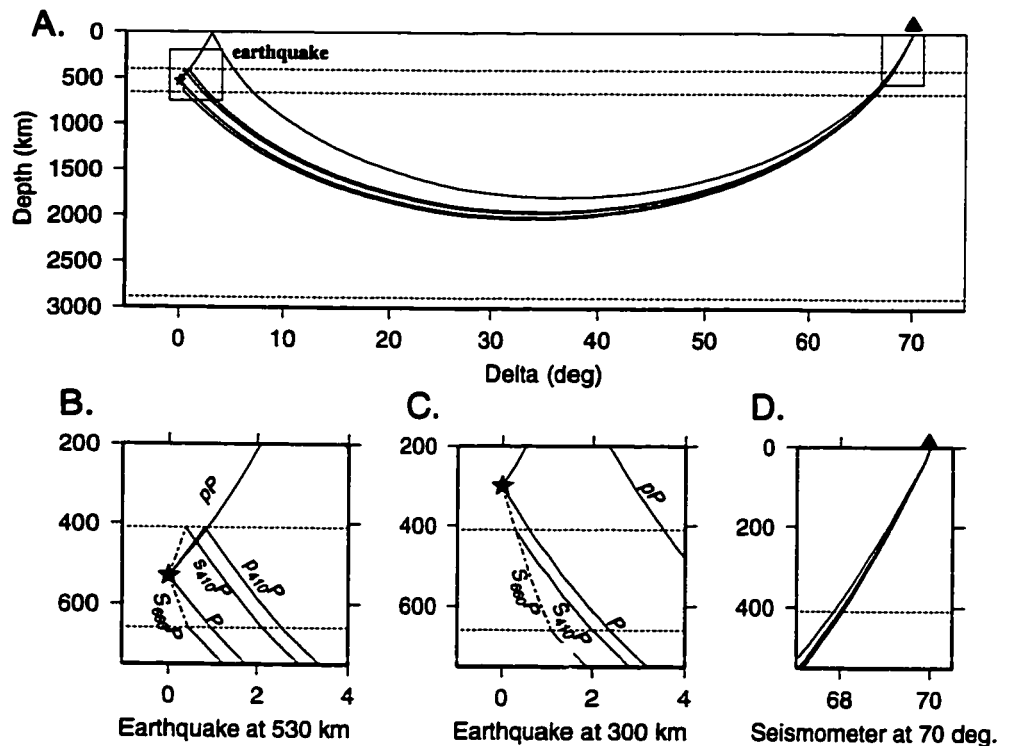 A.
earthquake
0
500
1000
1500
2000
2500
3000
Depth (km)
0 10 20 30 40 50 60 70
Delta (deg)
B.
200
400
600
pP
s410P
p410P
S660P
P
0 2 4
Earthquake at 530 km
C.
200
400
600
pP
S660P
S410P
P
0 2 4
Earthquake at 300 km
D.
0
200
400
68 70
Seismometer at 70 deg.